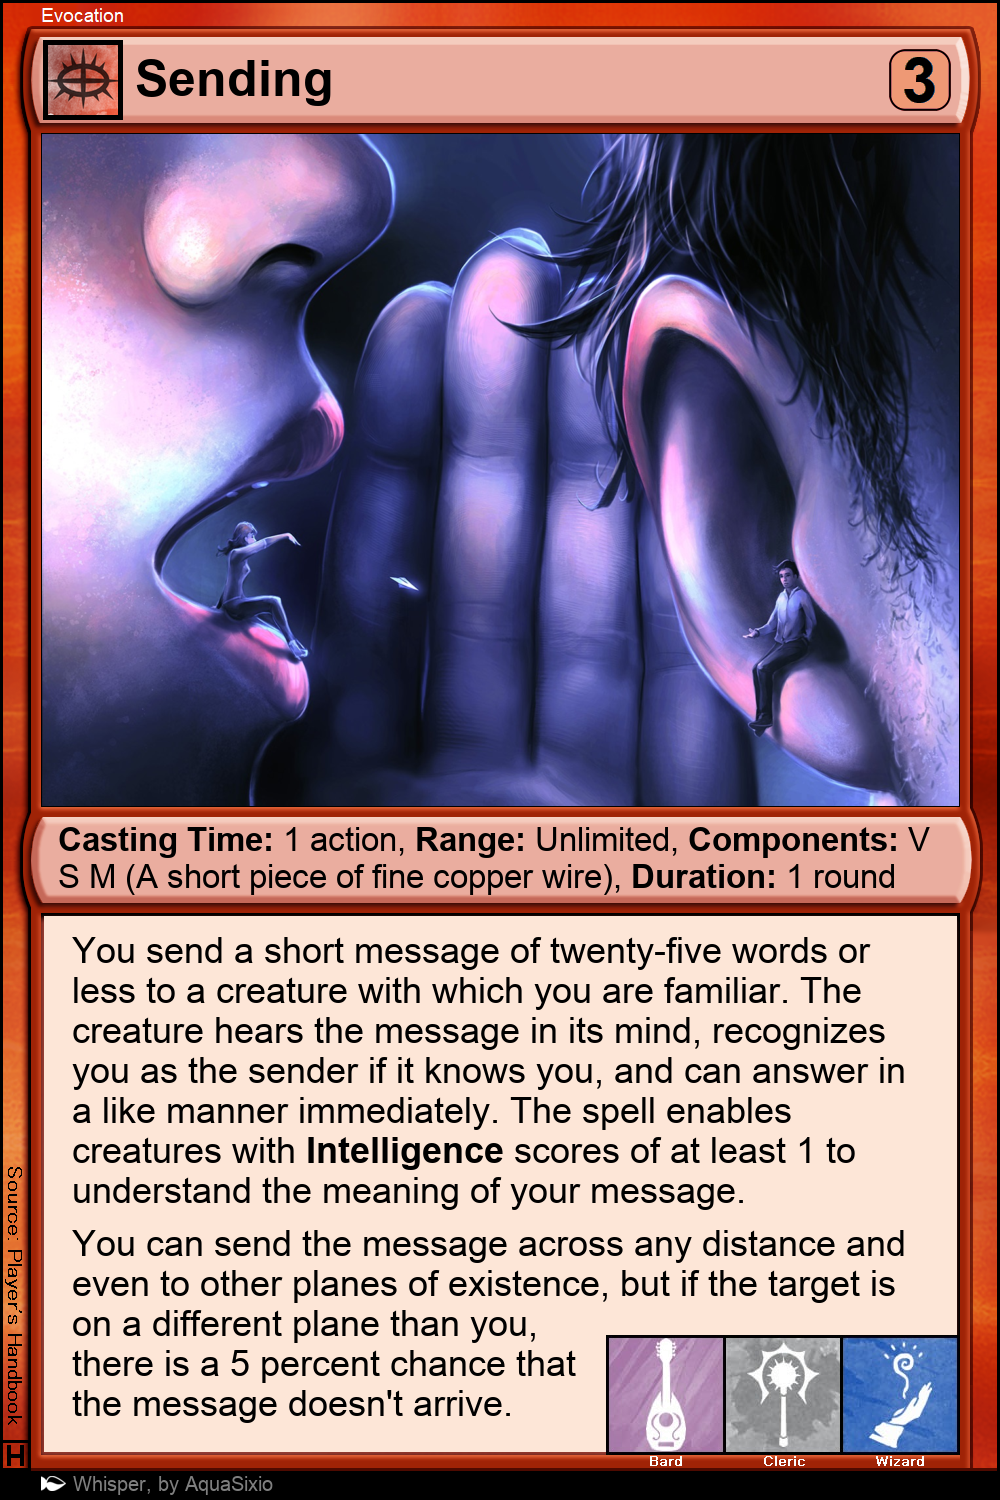 Evocation
Sending
3
Casting Time: 1 action, Range: Unlimited, Components: V
S M (A short piece of fine copper wire), Duration: 1 round
You send a short message of twenty-five words or
less to a creature with which you are familiar. The
creature hears the message in its mind, recognizes
you as the sender if it knows you, and can answer in
a like manner immediately. The spell enables
creatures with Intelligence scores of at least 1 to
understand the meaning of your message.
You can send the message across any distance and
even to other planes of existence, but if the target is
on a different plane than you,
there is a 5 percent chance that
the message doesn't arrive.
Bard
Cleric
Wizard
Source: Player's Handbook
H
Whisper, by AquaSixio